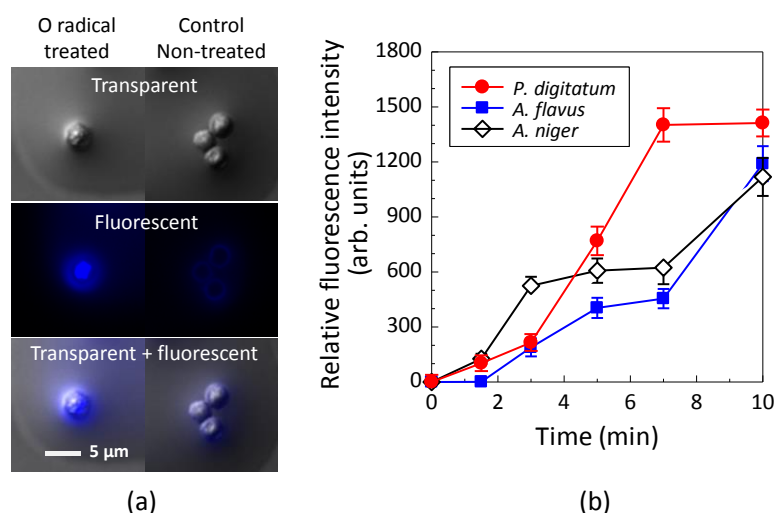 (a)
O radical
treated
Control
Non-treated
Transparent
Fluorescent
Transparent + fluorescent
5 μm
(b)
Relative fluorescence intensity
(arb. units)
1800
1500
1200
900
600
300
0
P. digitatum
A. flavus
A. niger
0 2 4 6 8 10
Time (min)
(a)
(b)